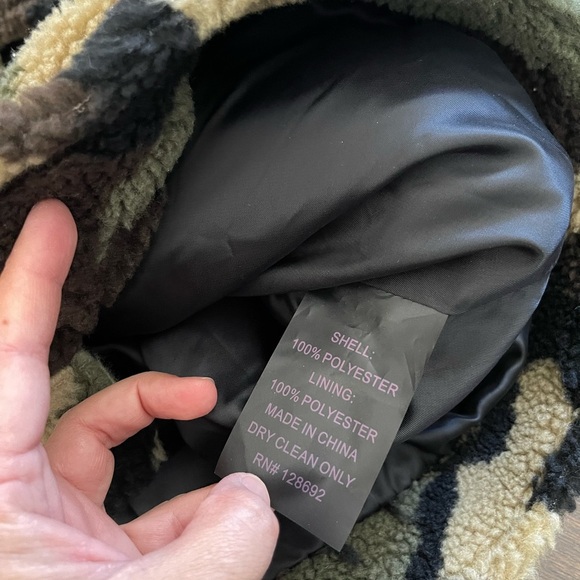 SHELL:
100% POLYESTER
LINING:
100% POLYESTER
MADE IN CHINA
DRY CLEAN ONLY
RN# 128692